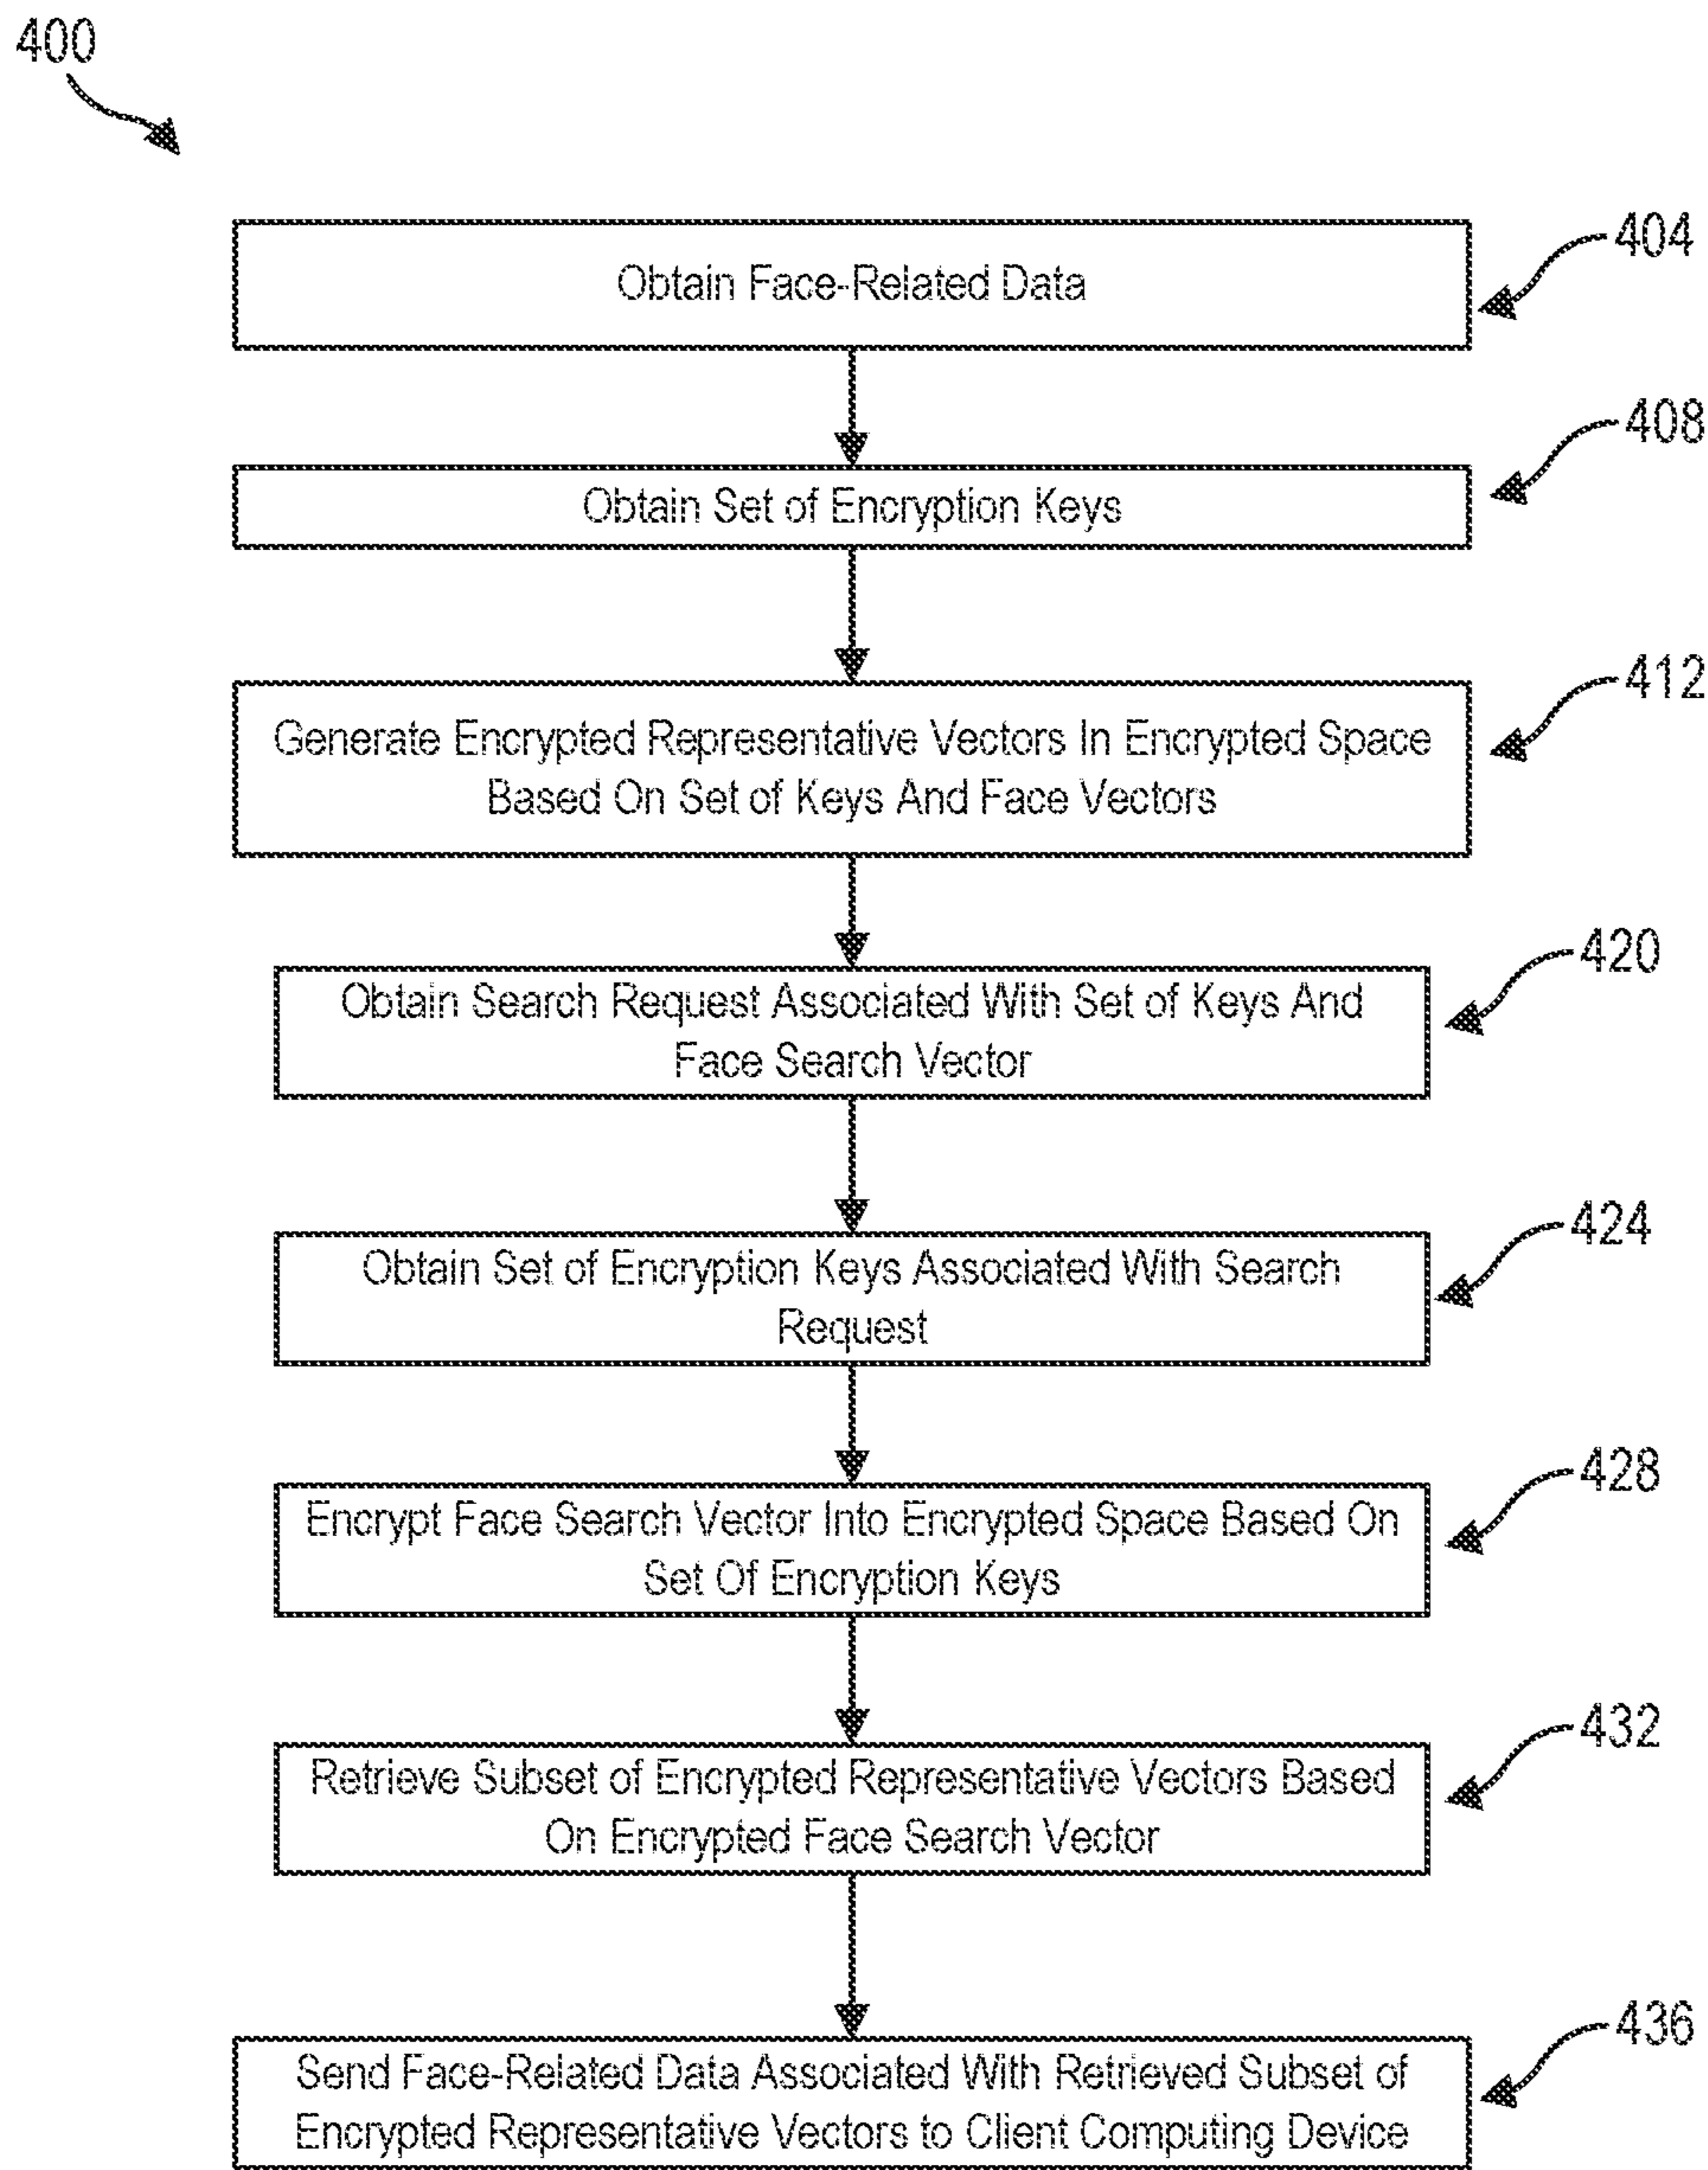 400
Obtain Face-Related Data
404
Obtain Set of Encryption Keys
408
Generate Encrypted Representative Vectors In Encrypted Space
Based On Set of Keys And Face Vectors
412
Obtain Search Request Associated With Set of Keys And
Face Search Vector
420
Obtain Set of Encryption Keys Associated With Search
Request
424
Encrypt Face Search Vector Into Encrypted Space Based On
Set Of Encryption Keys
428
Retrieve Subset of Encrypted Representative Vectors Based
On Encrypted Face Search Vector
432
Send Face-Related Data Associated With Retrieved Subset of
Encrypted Representative Vectors to Client Computing Device
436